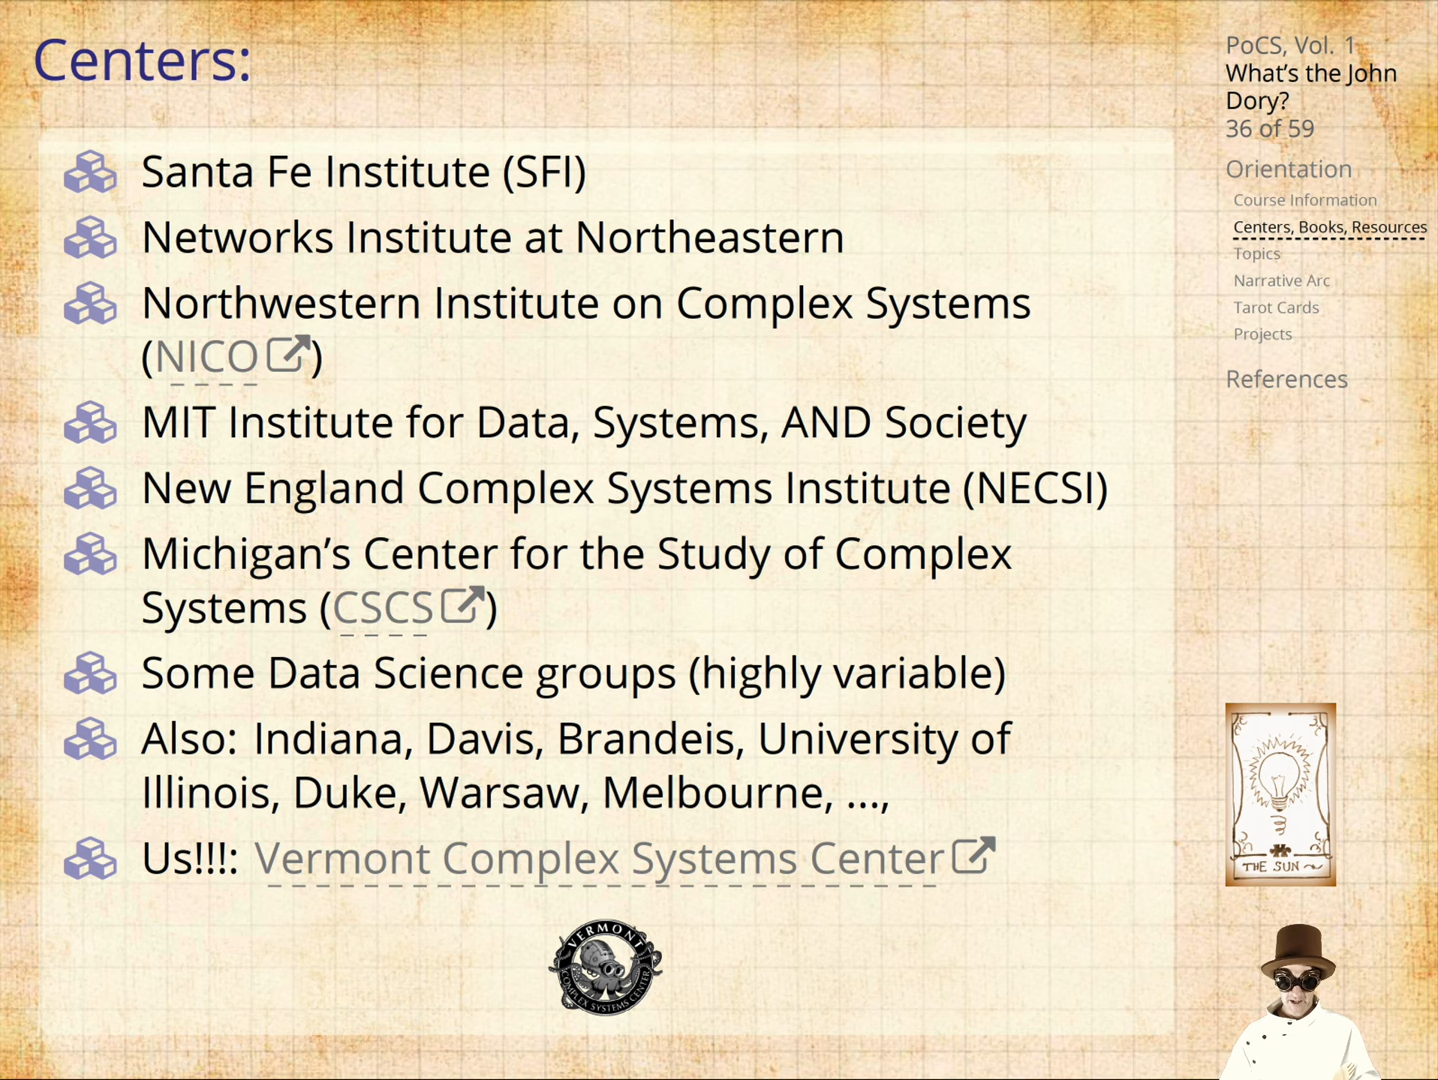 Centers:
Santa Fe Institute (SFI)
Networks Institute at Northeastern
Northwestern Institute on Complex Systems
(NICO)
MIT Institute for Data, Systems, AND Society
New England Complex Systems Institute (NECSI)
Michigan’s Center for the Study of Complex
Systems (CSCS)
Some Data Science groups (highly variable)
Also: Indiana, Davis, Brandeis, University of
Illinois, Duke, Warsaw, Melbourne, ...,
Us!!!: Vermont Complex Systems Center
VERMONT
COMPLEX SYSTEMS CENTER
PoCS, Vol. 1
What’s the John
Dory?
36 of 59
Orientation
Course Information
Centers, Books, Resources
Topics
Narrative Arc
Tarot Cards
Projects
References
THE SUN